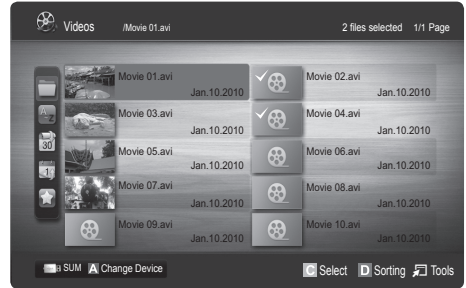 Videos /Movie 01.avi 2 files selected 1/1 Page
Movie 01.avi Movie 02.avi
Jan.10.2010 Jan.10.2010
Movie 03.avi Movie 04.avi
Jan.10.2010 Jan.10.2010
Movie 05.avi Movie 06.avi
Jan.10.2010 Jan.10.2010
Movie 07.avi Movie 08.avi
Jan.10.2010 Jan.10.2010
Movie 09.avi Movie 10.avi
Jan.10.2010 Jan.10.2010
a SUM A Change Device C Select D Sorting Tools
A Z
30
1